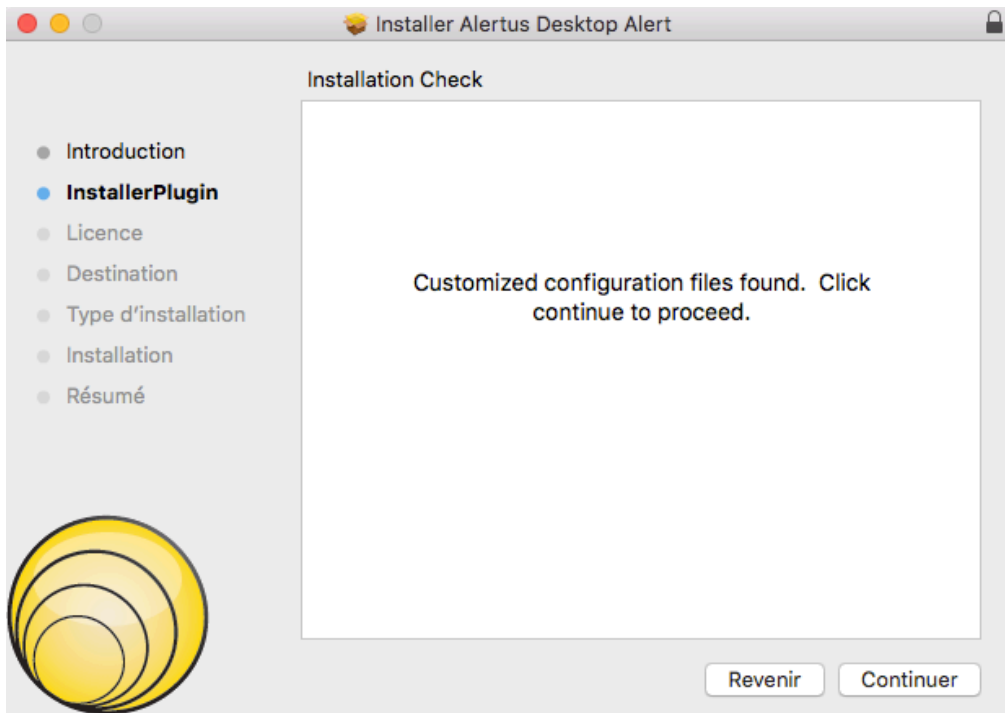 Installer Alertus Desktop Alert
Installation Check
Introduction
InstallerPlugin
Licence
Destination
Type d'installation
Installation
Résumé
Customized configuration files found.  Click
continue to proceed.
Revenir
Continuer